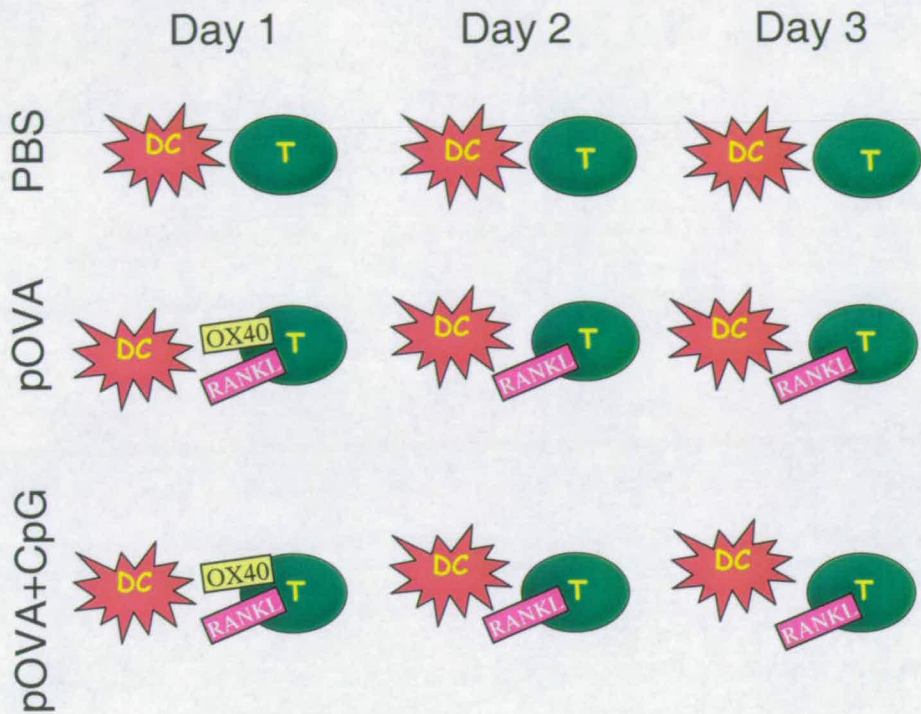 Day 1 Day 2 Day 3
PBS
DC T DC T DC T
pOVA
DC OX40 T DC T DC T
RANKL RANKL RANKL
pOVA+CpG
DC OX40 T DC T DC T
RANKL RANKL RANKL